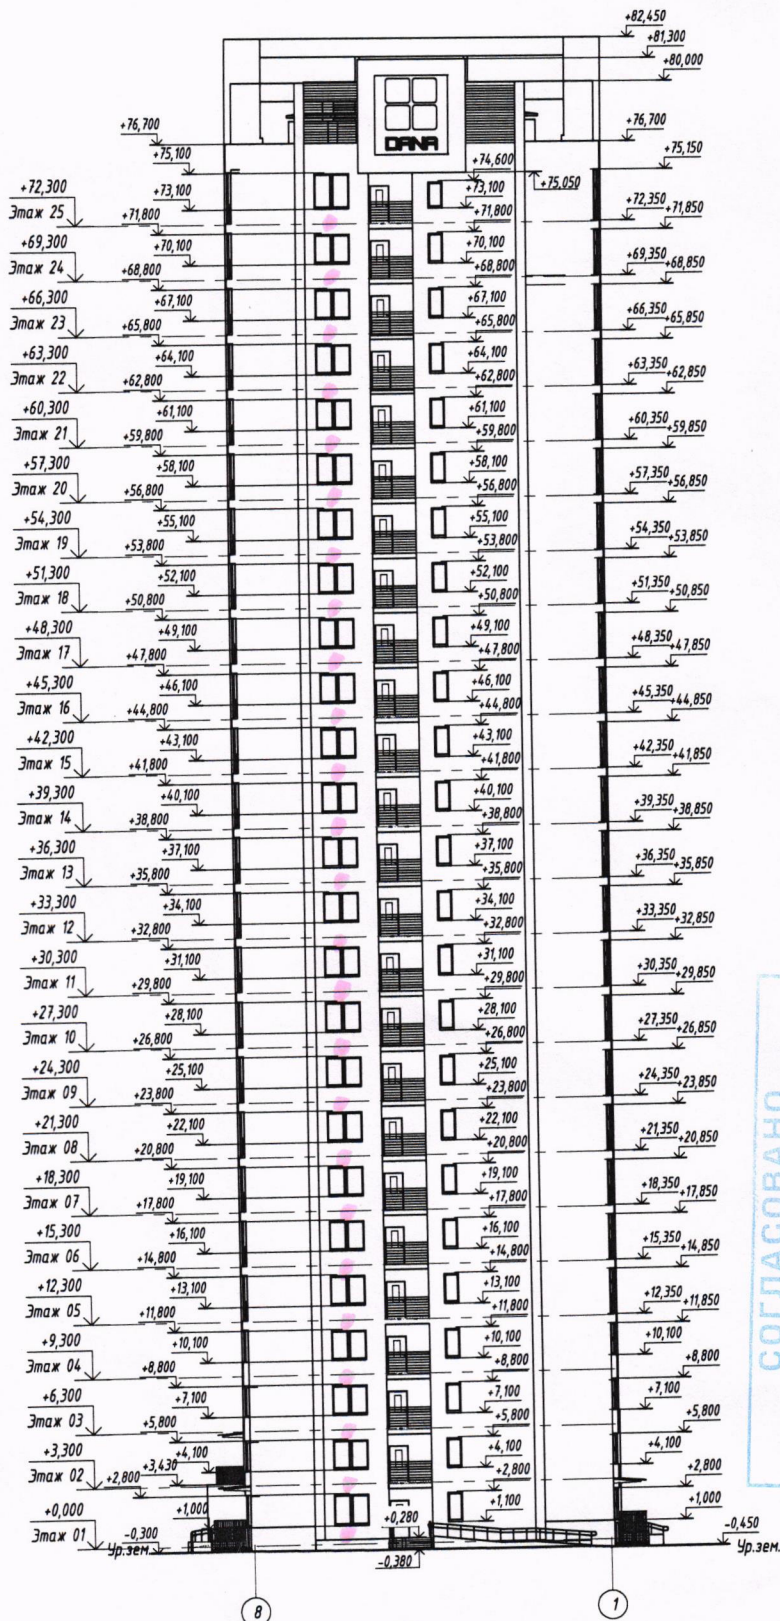 +82,450
+81,300
+80,000
DANA
+76,700 +76,700
+75,100 +74,600 +75,150
+75,050
+72,300 +73,100 +73,100 +72,350
Этаж 25 +71,800 +71,800 +71,850
+69,300 +70,100 +70,100 +69,350
Этаж 24 +68,800 +68,800 +68,850
+66,300 +67,100 +67,100 +66,350
Этаж 23 +65,800 +65,800 +65,850
+63,300 +64,100 +64,100 +63,350
Этаж 22 +62,800 +62,800 +62,850
+60,300 +61,100 +61,100 +60,350
Этаж 21 +59,800 +59,800 +59,850
+57,300 +58,100 +58,100 +57,350
Этаж 20 +56,800 +56,800 +56,850
+54,300 +55,100 +55,100 +54,350
Этаж 19 +53,800 +53,800 +53,850
+51,300 +52,100 +52,100 +51,350
Этаж 18 +50,800 +50,800 +50,850
+48,300 +49,100 +49,100 +48,350
Этаж 17 +47,800 +47,800 +47,850
+45,300 +46,100 +46,100 +45,350
Этаж 16 +44,800 +44,800 +44,850
+42,300 +43,100 +43,100 +42,350
Этаж 15 +41,800 +41,800 +41,850
+39,300 +40,100 +40,100 +39,350
Этаж 14 +38,800 +38,800 +38,850
+36,300 +37,100 +37,100 +36,350
Этаж 13 +35,800 +35,800 +35,850
+33,300 +34,100 +34,100 +33,350
Этаж 12 +32,800 +32,800 +32,850
+30,300 +31,100 +31,100 +30,350
Этаж 11 +29,800 +29,800 +29,850
+27,300 +28,100 +28,100 +27,350
Этаж 10 +26,800 +26,800 +26,850
+24,300 +25,100 +25,100 +24,350
Этаж 09 +23,800 +23,800 +23,850
+21,300 +22,100 +22,100 +21,350
Этаж 08 +20,800 +20,800 +20,850
+18,300 +19,100 +19,100 +18,350
Этаж 07 +17,800 +17,800 +17,850
+15,300 +16,100 +16,100 +15,350
Этаж 06 +14,800 +14,800 +14,850
+12,300 +13,100 +13,100 +12,350
Этаж 05 +11,800 +11,800 +11,850
+9,300 +10,100 +10,100 +10,100
Этаж 04 +8,800 +8,800 +8,800
+6,300 +7,100 +7,100 +7,100
Этаж 03 +5,800 +5,800 +5,800
+3,300 +4,100 +4,100 +4,100
Этаж 02 +2,800 +3,430 +2,800 +2,800
+0,000 +1,000 +0,280 +1,100 +1,000
Этаж 01 -0,300 -0,450
Ур.зем. -0,380 Ур.зем.
8 1
СОГЛАСОВАНО